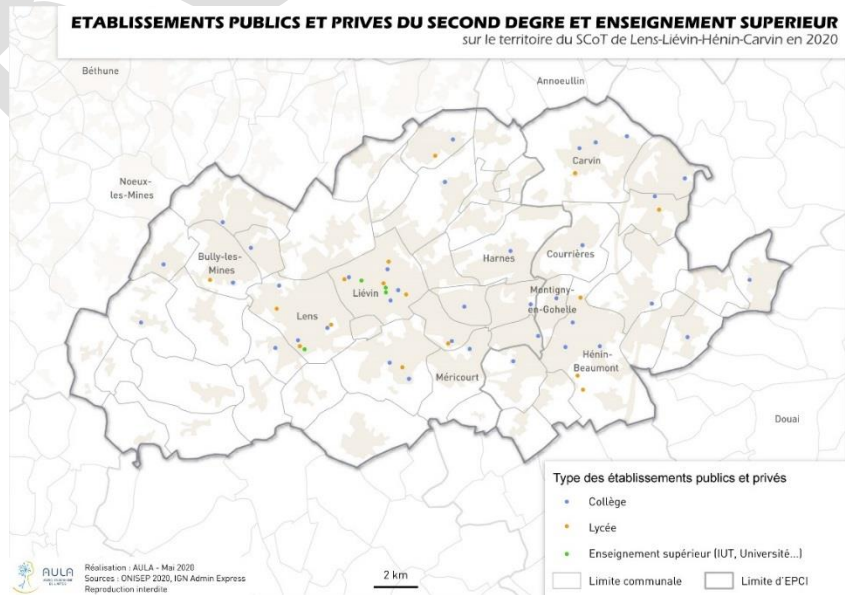 ETABLISSEMENTS PUBLICS ET PRIVES DU SECOND DEGRE ET ENSEIGNEMENT SUPERIEUR
sur le territoire du SCoT de Lens-Liévin-Hénin-Carvin en 2020
Béthune
Annoeullin
Carvin
Noeux-
les-Mines
Bully-les-
Mines
Harnes
Courrières
Liévin
Montigny-
en-Gohelle
Lens
Hénin-
Beaumont
Méricourt
Douai
Type des établissements publics et privés
Collège
Lycée
Enseignement supérieur (IUT, Université...)
Limite communale
Limite d'EPCI
AULA
Réalisation : AULA - Mai 2020
Sources : ONISEP 2020, IGN Admin Express
Reproduction interdite
2 km